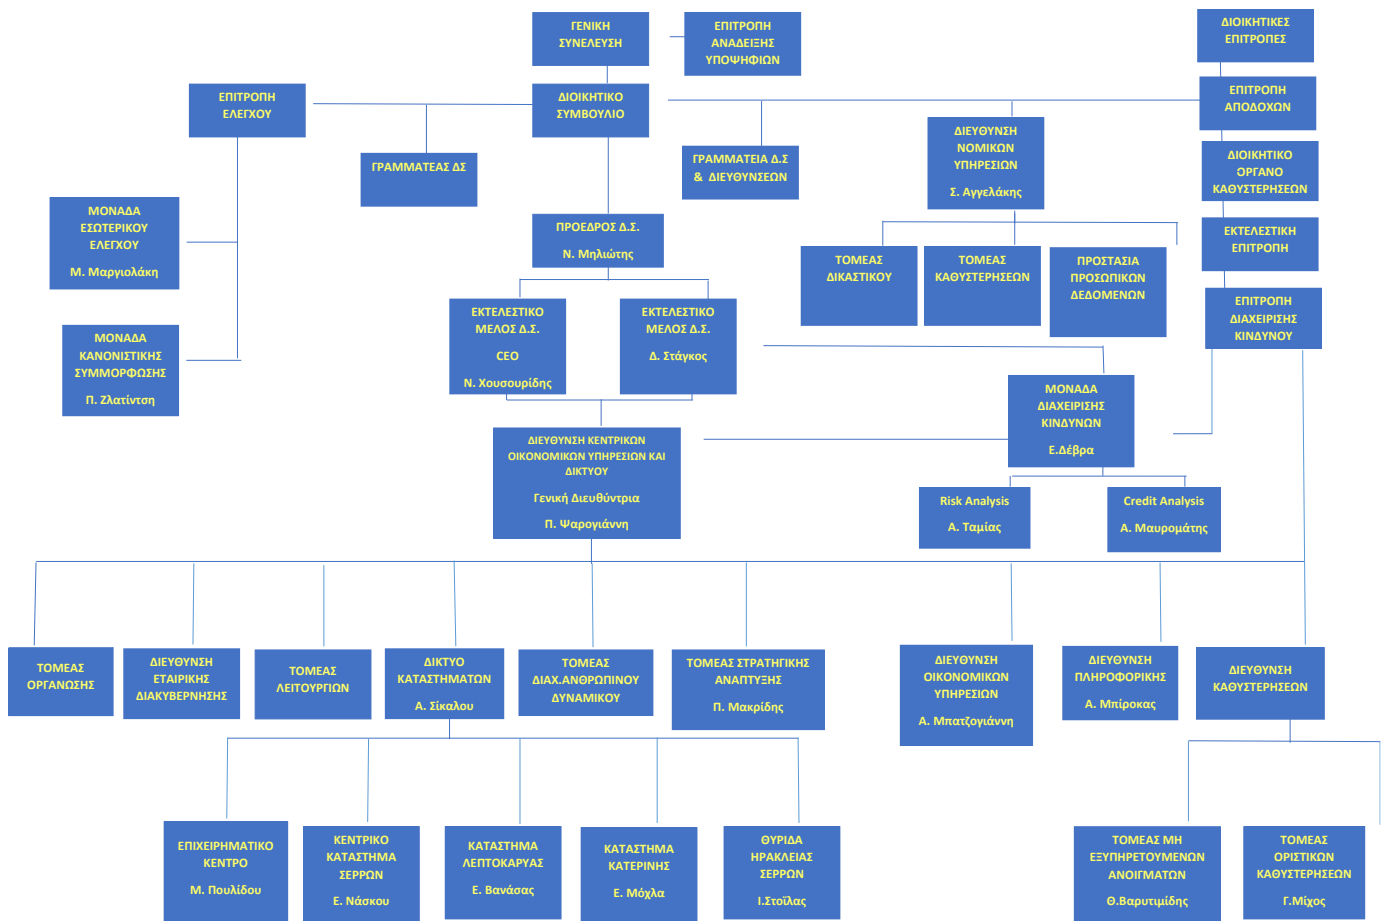 ΓΕΝΙΚΗ
ΣΥΝΕΛΕΥΣΗ
ΕΠΙΤΡΟΠΗ
ΑΝΑΔΕΙΞΗΣ
ΥΠΟΨΗΦΙΩΝ
ΔΙΟΙΚΗΤΙΚΕΣ
ΕΠΙΤΡΟΠΕΣ
ΕΠΙΤΡΟΠΗ
ΕΛΕΓΧΟΥ
ΔΙΟΙΚΗΤΙΚΟ
ΣΥΜΒΟΥΛΙΟ
ΕΠΙΤΡΟΠΗ
ΑΠΟΔΟΧΩΝ
ΓΡΑΜΜΑΤΕΑΣ ΔΣ
ΓΡΑΜΜΑΤΕΙΑ Δ.Σ
& ΔΙΕΥΘΥΝΣΕΩΝ
ΔΙΕΥΘΥΝΣΗ
ΝΟΜΙΚΩΝ
ΥΠΗΡΕΣΙΩΝ
Σ. Αγγελάκης
ΔΙΟΙΚΗΤΙΚΟ
ΟΡΓΑΝΟ
ΚΑΘΥΣΤΕΡΗΣΕΩΝ
ΜΟΝΑΔΑ
ΕΣΩΤΕΡΙΚΟΥ
ΕΛΕΓΧΟΥ
Μ. Μαργιολάκη
ΠΡΟΕΔΡΟΣ Δ.Σ.
Ν. Μηλιώτης
ΕΚΤΕΛΕΣΤΙΚΗ
ΕΠΙΤΡΟΠΗ
ΤΟΜΕΑΣ
ΔΙΚΑΣΤΙΚΟΥ
ΤΟΜΕΑΣ
ΚΑΘΥΣΤΕΡΗΣΕΩΝ
ΠΡΟΣΤΑΣΙΑ
ΠΡΟΣΩΠΙΚΩΝ
ΔΕΔΟΜΕΝΩΝ
ΕΠΙΤΡΟΠΗ
ΔΙΑΧΕΙΡΙΣΗΣ
ΚΙΝΔΥΝΟΥ
ΜΟΝΑΔΑ
ΚΑΝΟΝΙΣΤΙΚΗΣ
ΣΥΜΜΟΡΦΩΣΗΣ
Π. Ζλατίντση
ΕΚΤΕΛΕΣΤΙΚΟ
ΜΕΛΟΣ Δ.Σ.
CEO
Ν. Χουσουρίδης
ΕΚΤΕΛΕΣΤΙΚΟ
ΜΕΛΟΣ Δ.Σ.
Δ. Στάγκος
ΜΟΝΑΔΑ
ΔΙΑΧΕΙΡΙΣΗΣ
ΚΙΝΔΥΝΩΝ
Ε.Δέβρα
ΔΙΕΥΘΥΝΣΗ ΚΕΝΤΡΙΚΩΝ
ΟΙΚΟΝΟΜΙΚΩΝ ΥΠΗΡΕΣΙΩΝ ΚΑΙ
ΔΙΚΤΥΟΥ
Γενική Διευθύντρια
Π. Ψαρογιάννη
Risk Analysis
Α. Ταμίας
Credit Analysis
Α. Μαυρομάτης
ΤΟΜΕΑΣ
ΟΡΓΑΝΩΣΗΣ
ΔΙΕΥΘΥΝΣΗ
ΕΤΑΙΡΙΚΗΣ
ΔΙΑΚΥΒΕΡΝΗΣΗΣ
ΤΟΜΕΑΣ
ΛΕΙΤΟΥΡΓΙΩΝ
ΔΙΚΤΥΟ
ΚΑΤΑΣΤΗΜΑΤΩΝ
Α. Σίκαλου
ΤΟΜΕΑΣ
ΔΙΑΧ.ΑΝΘΡΩΠΙΝΟΥ
ΔΥΝΑΜΙΚΟΥ
ΤΟΜΕΑΣ ΣΤΡΑΤΗΓΙΚΗΣ
ΑΝΑΠΤΥΞΗΣ
Π. Μακρίδης
ΔΙΕΥΘΥΝΣΗ
ΟΙΚΟΝΟΜΙΚΩΝ
ΥΠΗΡΕΣΙΩΝ
Α. Μπατζογιάννη
ΔΙΕΥΘΥΝΣΗ
ΠΛΗΡΟΦΟΡΙΚΗΣ
Α. Μπίροκας
ΔΙΕΥΘΥΝΣΗ
ΚΑΘΥΣΤΕΡΗΣΕΩΝ
ΕΠΙΧΕΙΡΗΜΑΤΙΚΟ
ΚΕΝΤΡΟ
Μ. Πουλίδου
ΚΕΝΤΡΙΚΟ
ΚΑΤΑΣΤΗΜΑ
ΣΕΡΡΩΝ
Ε. Νάσκου
ΚΑΤΑΣΤΗΜΑ
ΛΕΠΤΟΚΑΡΥΑΣ
Ε. Βανάσας
ΚΑΤΑΣΤΗΜΑ
ΚΑΤΕΡΙΝΗΣ
Ε. Μόχλα
ΘΥΡΙΔΑ
ΗΡΑΚΛΕΙΑΣ
ΣΕΡΡΩΝ
Ι.Στοΐλας
ΤΟΜΕΑΣ ΜΗ
ΕΞΥΠΗΡΕΤΟΥΜΕΝΩΝ
ΑΝΟΙΓΜΑΤΩΝ
Θ.Βαρυτιμίδης
ΤΟΜΕΑΣ
ΟΡΙΣΤΙΚΩΝ
ΚΑΘΥΣΤΕΡΗΣΕΩΝ
Γ.Μίχος